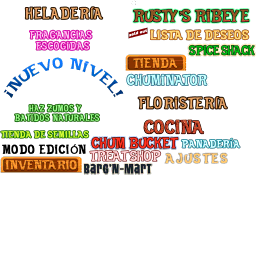 HELADERÍA
RUSTY'S RIBEYE
FRAGANCIAS
ESCOGIDAS
LISTA DE DESEOS
SPICE SHACK
TIENDA
¡NUEVO NIVEL!
CHUMINATOR
FLORISTERÍA
HAZ ZUMOS Y
BATIDOS NATURALES
COCINA
TIENDA DE SEMILLAS
MODO EDICIÓN
CHUM BUCKET
PANADERÍA
TREATSHOP
AJUSTES
INVENTARIO
BARG'N-MART